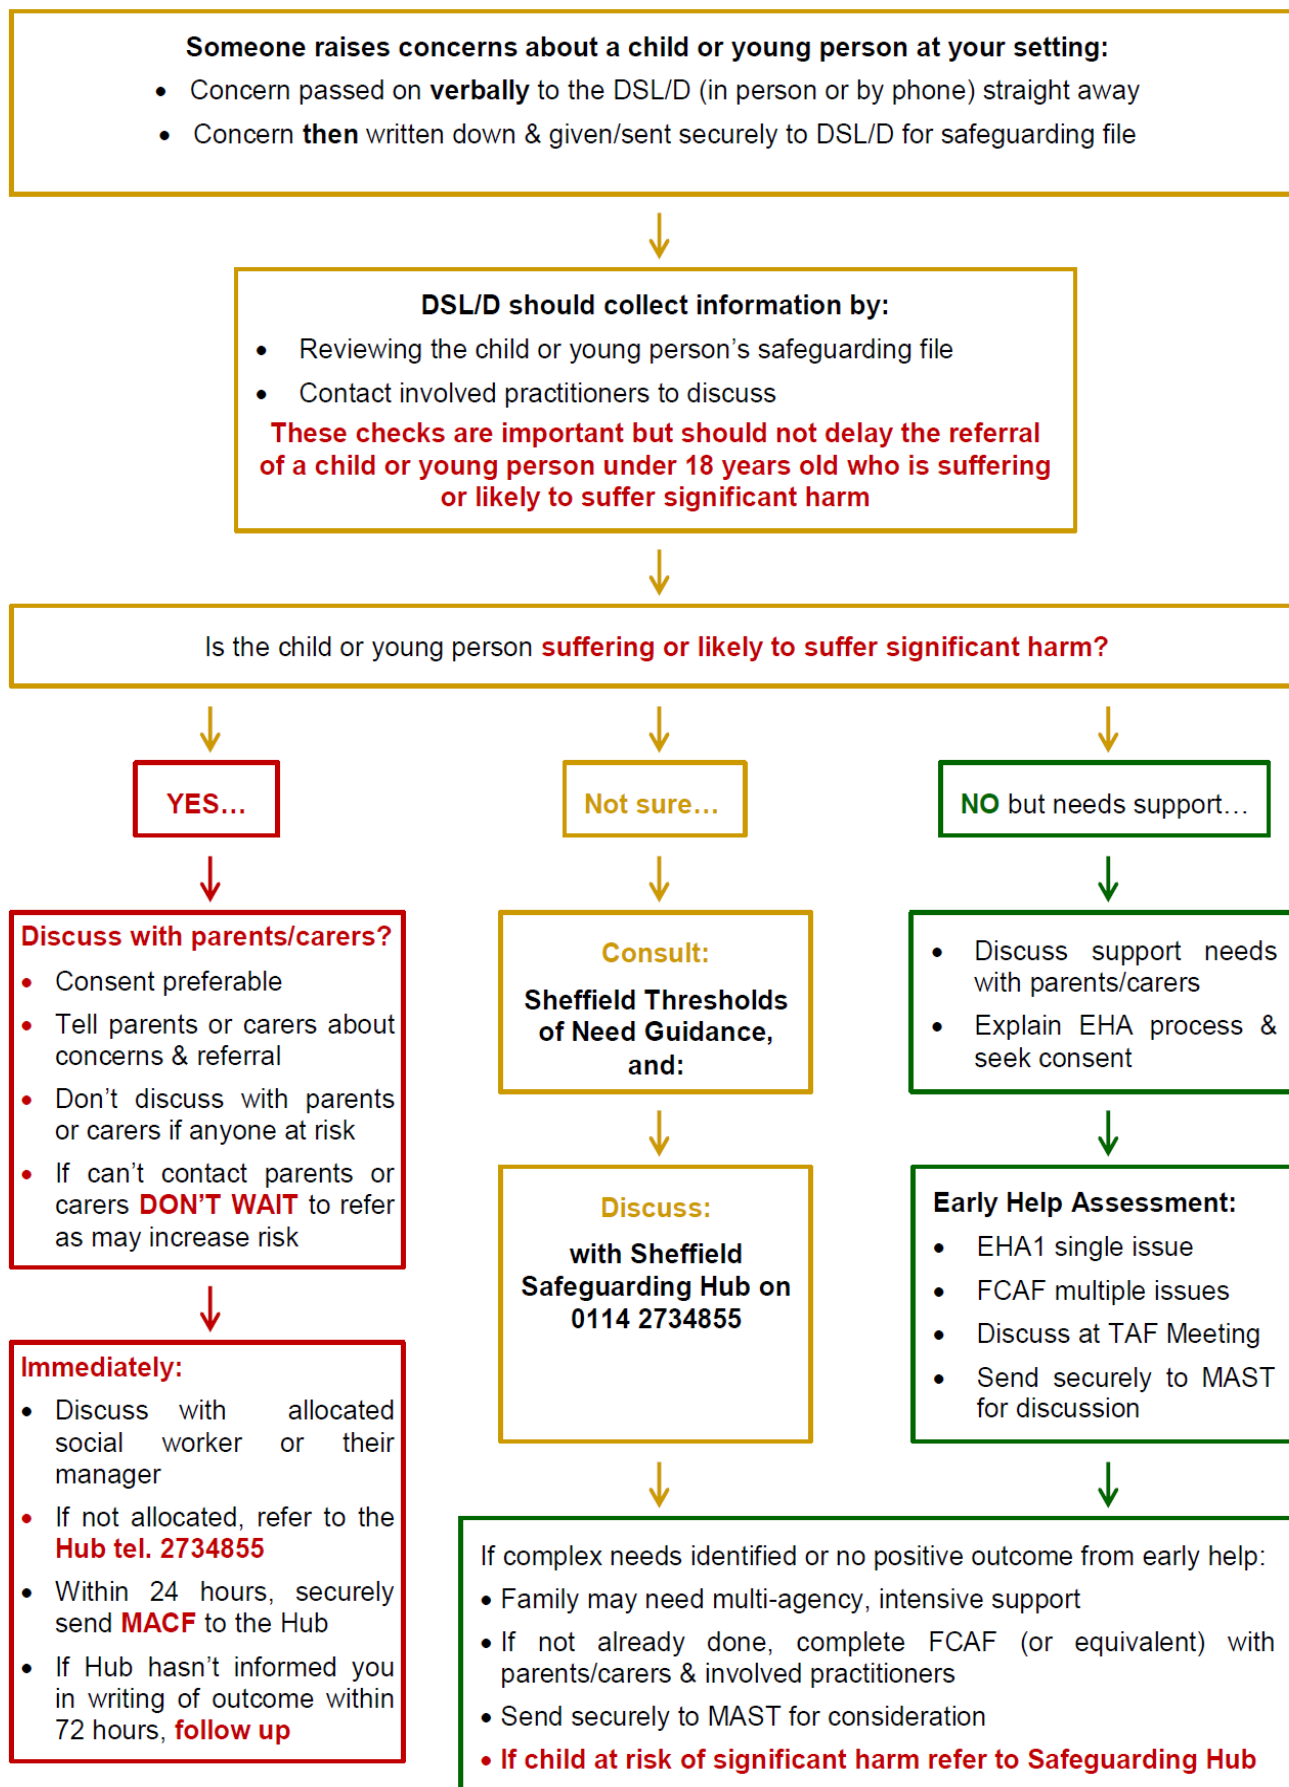 Someone raises concerns about a child or young person at your setting:
• Concern passed on verbally to the DSL/D (in person or by phone) straight away
• Concern then written down & given/sent securely to DSL/D for safeguarding file
DSL/D should collect information by:
• Reviewing the child or young person's safeguarding file
• Contact involved practitioners to discuss
These checks are important but should not delay the referral
of a child or young person under 18 years old who is suffering
or likely to suffer significant harm
Is the child or young person suffering or likely to suffer significant harm?
YES…
Discuss with parents/carers?
• Consent preferable
• Tell parents or carers about
concerns & referral
• Don't discuss with parents
or carers if anyone at risk
• If can't contact parents or
carers DON'T WAIT to refer
as may increase risk
Immediately:
• Discuss with allocated
social worker or their
manager
• If not allocated, refer to the
Hub tel. 2734855
• Within 24 hours, securely
send MACF to the Hub
• If Hub hasn't informed you
in writing of outcome within
72 hours, follow up
Not sure…
Consult:
Sheffield Thresholds
of Need Guidance,
and:
Discuss:
with Sheffield
Safeguarding Hub on
0114 2734855
NO but needs support…
• Discuss support needs
with parents/carers
• Explain EHA process &
seek consent
Early Help Assessment:
• EHA1 single issue
• FCAF multiple issues
• Discuss at TAF Meeting
• Send securely to MAST
for discussion
If complex needs identified or no positive outcome from early help:
• Family may need multi-agency, intensive support
• If not already done, complete FCAF (or equivalent) with
parents/carers & involved practitioners
• Send securely to MAST for consideration
• If child at risk of significant harm refer to Safeguarding Hub